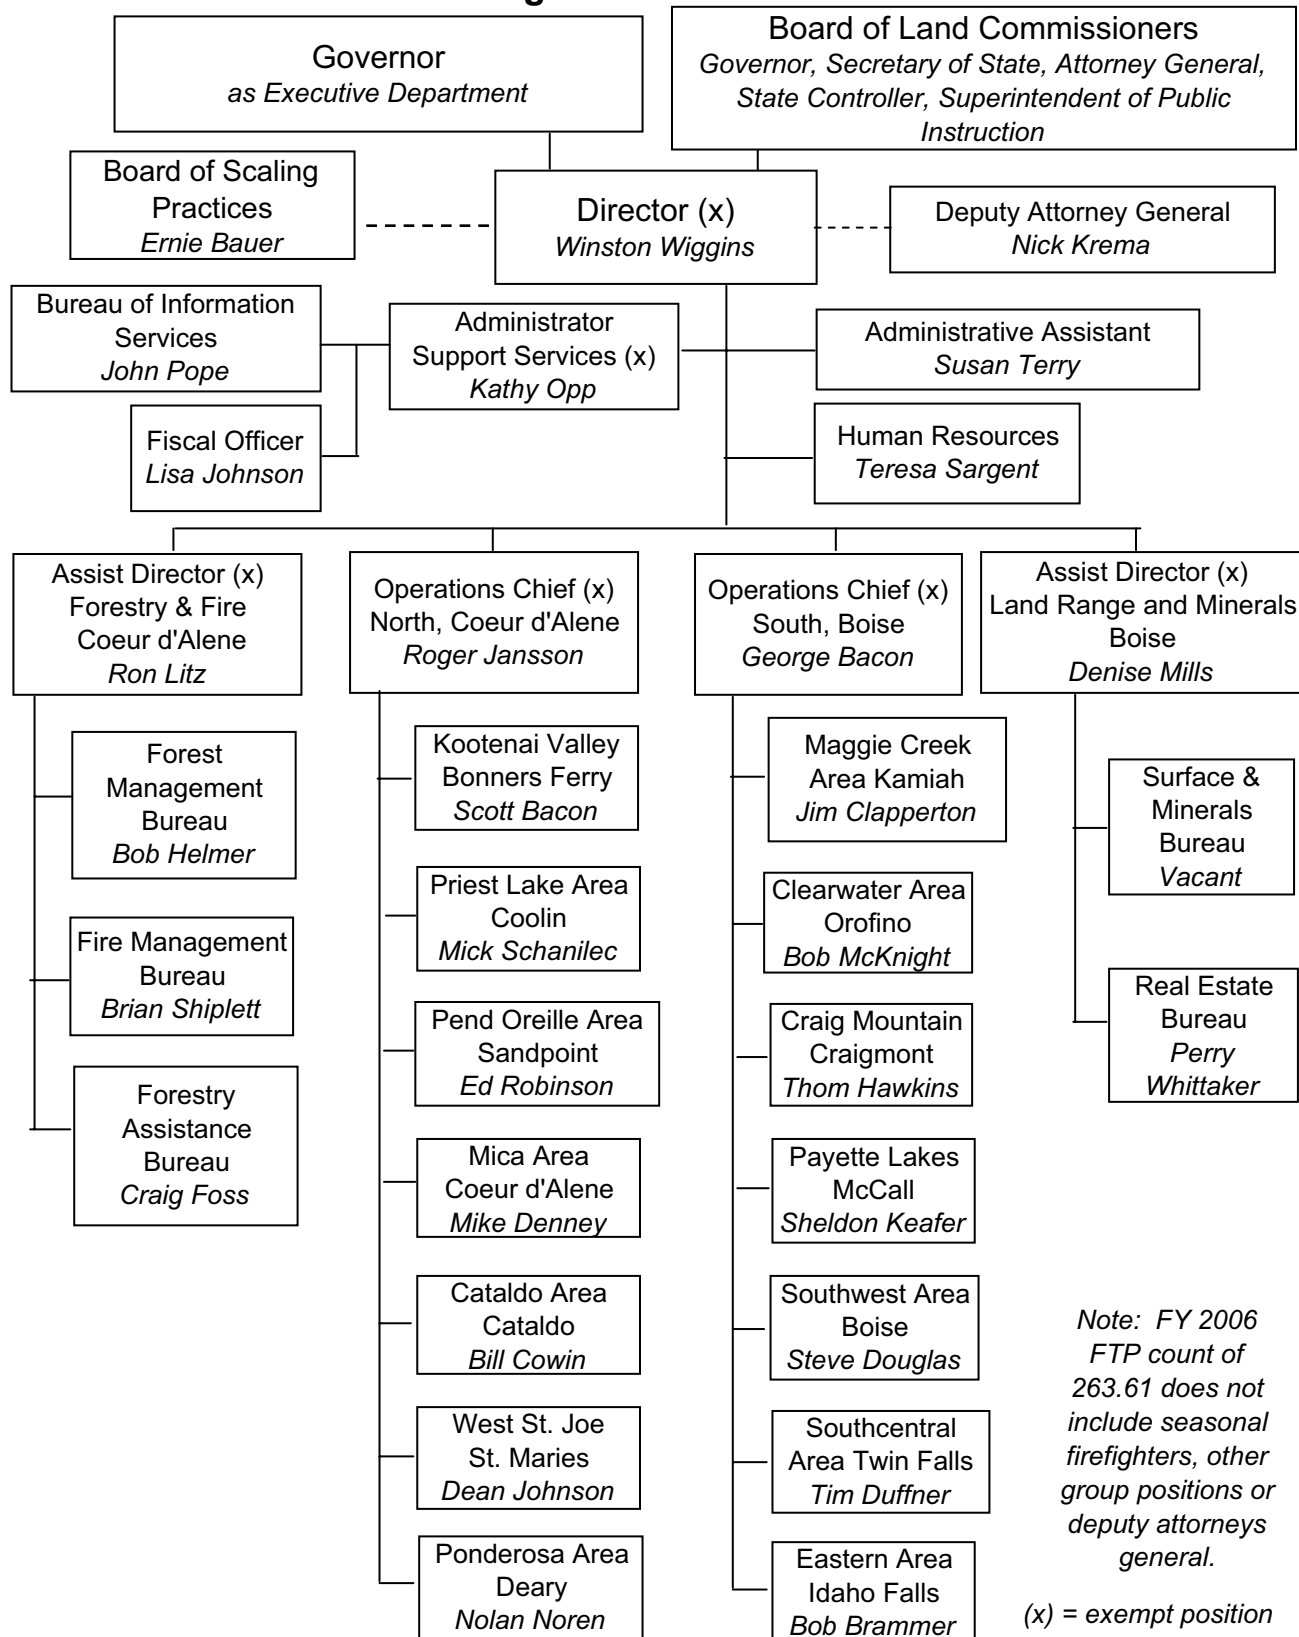 Governor
as Executive Department
Board of Land Commissioners
Governor, Secretary of State, Attorney General,
State Controller, Superintendent of Public
Instruction
Board of Scaling
Practices
Ernie Bauer
Director (x)
Winston Wiggins
Deputy Attorney General
Nick Krema
Bureau of Information
Services
John Pope
Administrator
Support Services (x)
Kathy Opp
Administrative Assistant
Susan Terry
Fiscal Officer
Lisa Johnson
Human Resources
Teresa Sargent
Assist Director (x)
Forestry & Fire
Coeur d'Alene
Ron Litz
Operations Chief (x)
North, Coeur d'Alene
Roger Jansson
Operations Chief (x)
South, Boise
George Bacon
Assist Director (x)
Land Range and Minerals
Boise
Denise Mills
Forest
Management
Bureau
Bob Helmer
Fire Management
Bureau
Brian Shiplett
Forestry
Assistance
Bureau
Craig Foss
Kootenai Valley
Bonners Ferry
Scott Bacon
Priest Lake Area
Coolin
Mick Schanilec
Pend Oreille Area
Sandpoint
Ed Robinson
Mica Area
Coeur d'Alene
Mike Denney
Cataldo Area
Cataldo
Bill Cowin
West St. Joe
St. Maries
Dean Johnson
Ponderosa Area
Deary
Nolan Noren
Maggie Creek
Area Kamiah
Jim Clapperton
Clearwater Area
Orofino
Bob McKnight
Craig Mountain
Craigmont
Thom Hawkins
Payette Lakes
McCall
Sheldon Keafer
Southwest Area
Boise
Steve Douglas
Southcentral
Area Twin Falls
Tim Duffner
Eastern Area
Idaho Falls
Bob Brammer
Surface &
Minerals
Bureau
Vacant
Real Estate
Bureau
Perry
Whittaker
Note: FY 2006
FTP count of
263.61 does not
include seasonal
firefighters, other
group positions or
deputy attorneys
general.
(x) = exempt position